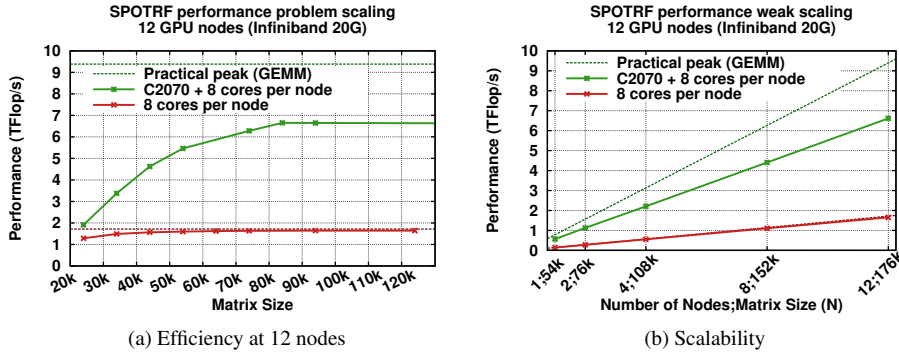 SPOTRF performance problem scaling
12 GPU nodes (Infiniband 20G)
Performance (TFlop/s)
10
9
8
7
6
5
4
3
2
1
0
Practical peak (GEMM)
C2070 + 8 cores per node
8 cores per node
20k 30k 40k 50k 60k 70k 80k 90k 100k 110k 120k
Matrix Size
(a) Efficiency at 12 nodes
SPOTRF performance weak scaling
12 GPU nodes (Infiniband 20G)
Performance (TFlop/s)
10
9
8
7
6
5
4
3
2
1
0
Practical peak (GEMM)
C2070 + 8 cores per node
8 cores per node
1;54k 2;76k 4;108k 8;152k 12;176k
Number of Nodes;Matrix Size (N)
(b) Scalability